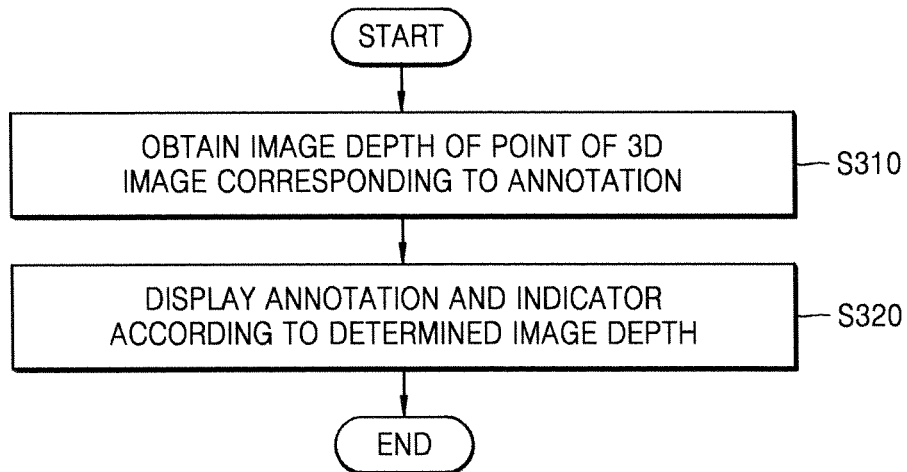 START
OBTAIN IMAGE DEPTH OF POINT OF 3D
IMAGE CORRESPONDING TO ANNOTATION
S310
DISPLAY ANNOTATION AND INDICATOR
ACCORDING TO DETERMINED IMAGE DEPTH
S320
END